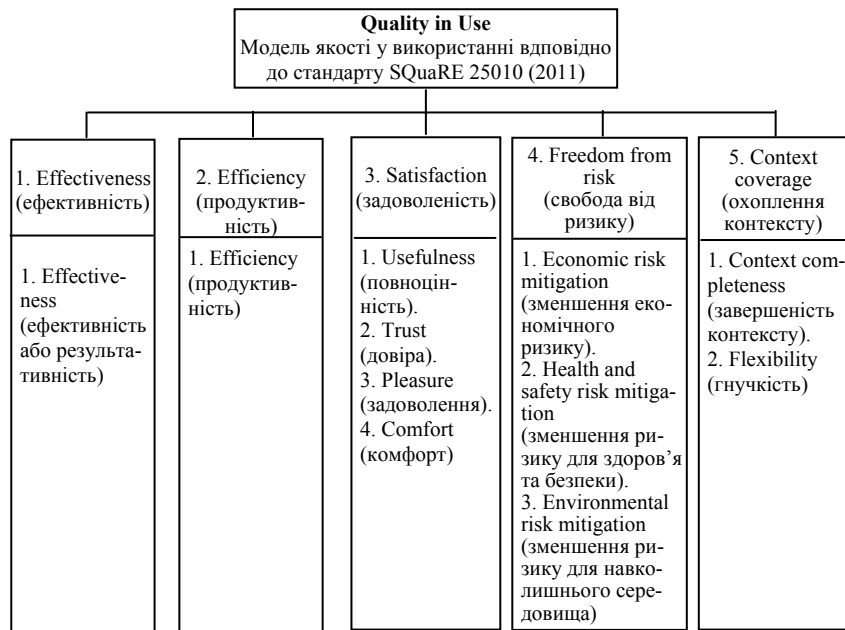 Quality in Use
Модель якості у використанні вдповідно
до стандарту SQuaRE 25010 (2011)
1. Effectiveness
(ефективність)
1. Effective-
ness
(ефективність
або результа-
тивність)
2. Efficiency
(продуктив-
ність)
1. Efficiency
(продуктив-
ність)
3. Satisfaction
(задоволеність)
1. Usefulness
(повноцін-
ність).
2. Trust
(довіра).
3. Pleasure
(задоволення).
4. Comfort
(комфорт)
4. Freedom from
risk
(свобода від
ризику)
1. Economic risk
mitigation
(зменшення еко-
номічного
ризику).
2. Health and
safety risk mitiga-
tion
(зменшення ри-
зику для здоров’я
та безпеки).
3. Environmental
risk mitigation
(зменшення ри-
зику для навко-
лишнього сере-
довища)
5. Context
coverage
(охоплення
контексту)
1. Context com-
pleteness
(завершеність
контексту).
2. Flexibility
(гнучкість)